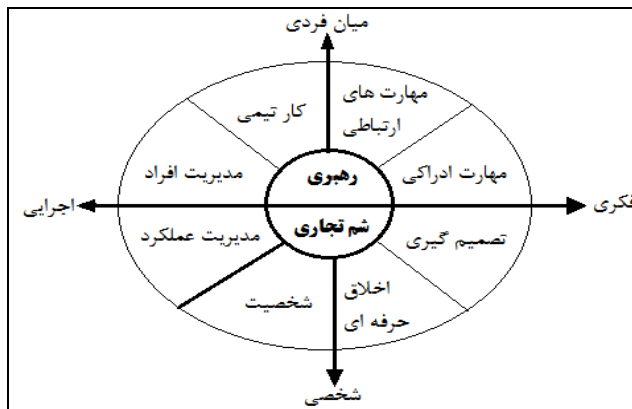 میان فردی
مهارت های
ارتباطی
کار تیمی
مهارت ادراکی
رهبری
مدیریت افراد
فکری
اجرایی
تصمیم گیری
شم تجاری
مدیریت عملکرد
اخلاق
حرفه ای
شخصیت
شخصی